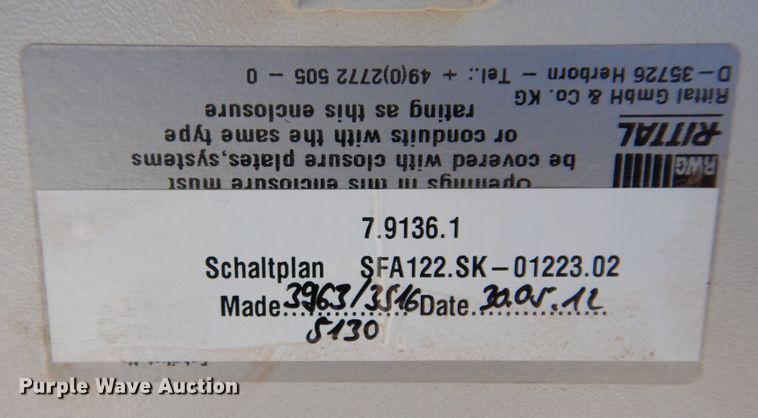 7.9136.1
Schaltplan SFA122.SK-01223.02
Made 3963/3516 Date 30.05.12
5130
Openings in this enclosure must
be covered with closure plates,systems
or conduits with the same type
rating as this enclosure
RWG
RITTAL
Rittal GmbH & Co. KG
D-35726 Herborn - Tel.: + 49(0)2772 505 - 0
Purple Wave Auction